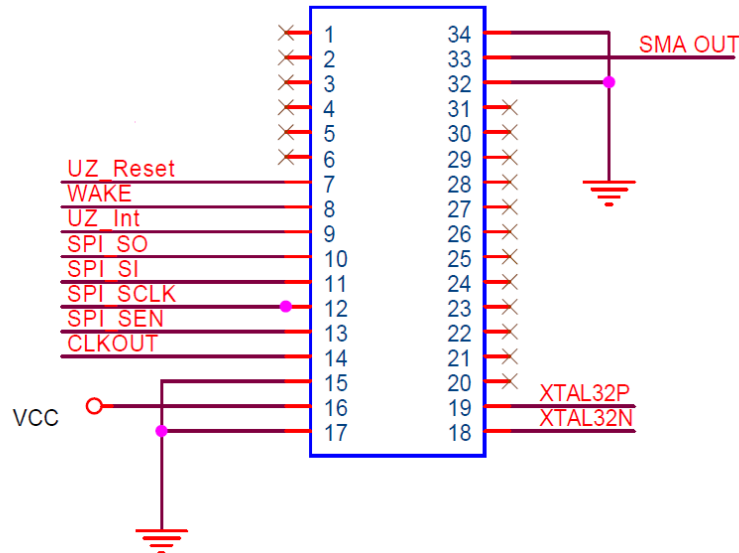 1 34
SMA OUT
2 33
3 32
4 31
5 30
6 29
UZ_Reset 7 28
WAKE 8 27
UZ_Int 9 26
SPI_SO 10 25
SPI_SI 11 24
SPI_SCLK 12 23
SPI_SEN 13 22
CLKOUT 14 21
15 20
VCC 16 19 XTAL32P
17 18 XTAL32N